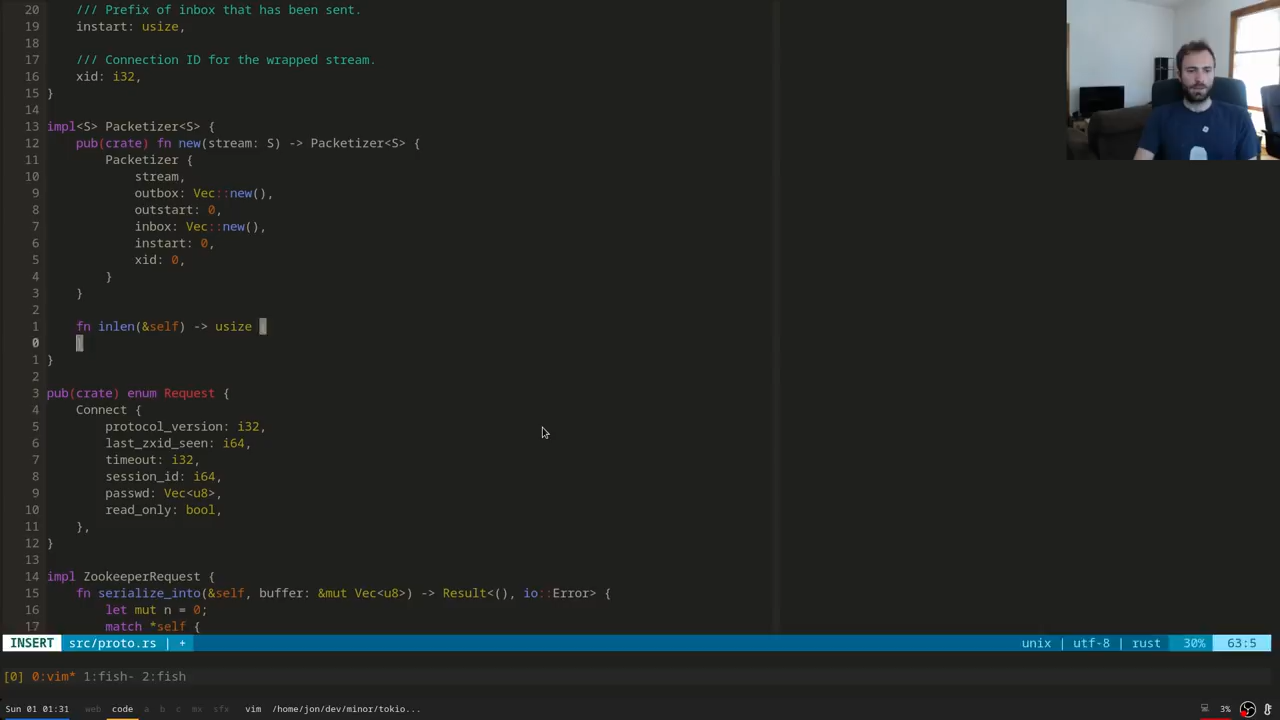 20 /// Prefix of inbox that has been sent.
19 instart: usize,
18
17 /// Connection ID for the wrapped stream.
16 xid: i32,
15 }
14
13 impl<S> Packetizer<S> {
12 pub(crate) fn new(stream: S) -> Packetizer<S> {
11 Packetizer {
10 stream,
9 outbox: Vec::new(),
8 outstart: 0,
7 inbox: Vec::new(),
6 instart: 0,
5 xid: 0,
4 }
3 }
2
1 fn inlen(&self) -> usize {
0 }
1 }
2
3 pub(crate) enum Request {
4 Connect {
5 protocol_version: i32,
6 last_zxid_seen: i64,
7 timeout: i32,
8 session_id: i64,
9 passwd: Vec<u8>,
10 read_only: bool,
11 },
12 }
13
14 impl ZookeeperRequest {
15 fn serialize_into(&self, buffer: &mut Vec<u8>) -> Result<(), io::Error> {
16 let mut n = 0;
17 match *self {
INSERT src/proto.rs | + unix | utf-8 | rust 30% 63:5
[0] 0:vim* 1:fish- 2:fish
Sun 01 01:31 web code a b c mx sfx vim /home/jon/dev/minor/tokio... 3%